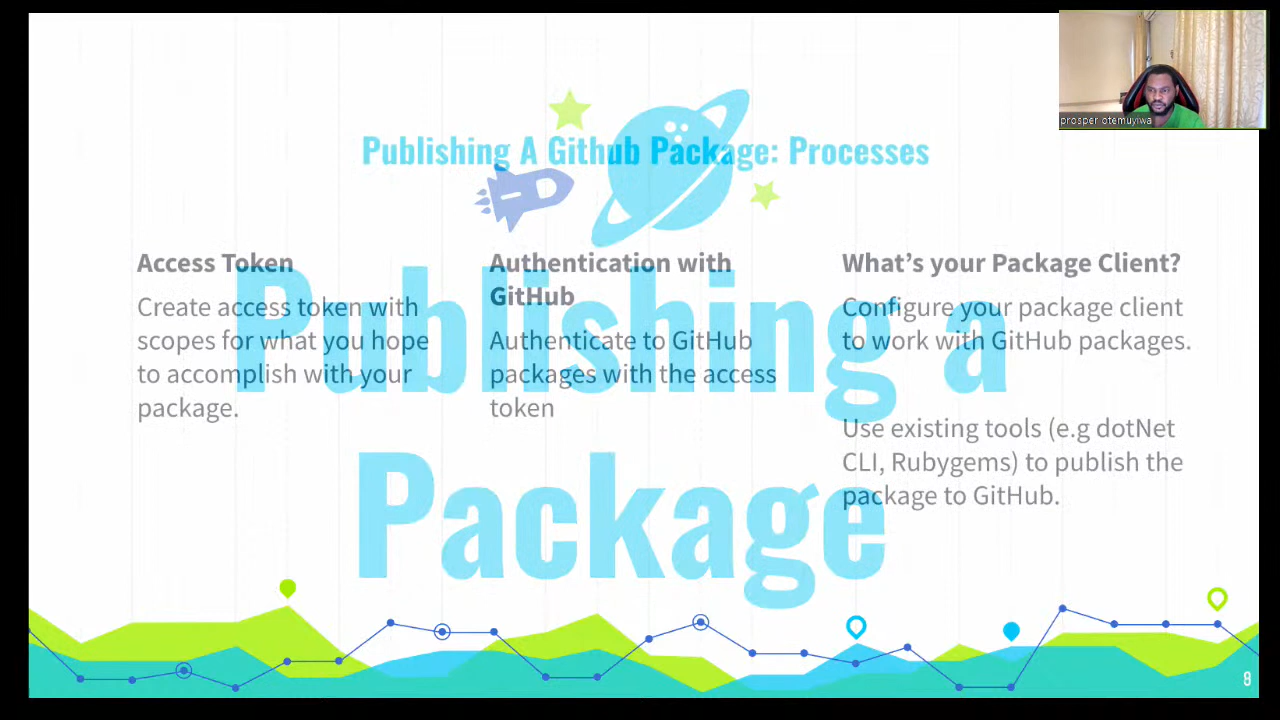 prosper otemuyiwa
Publishing A Github Package: Processes
Publishing a
Package
Access Token
Create access token with
scopes for what you hope
to accomplish with your
package.
Authentication with
GitHub
Authenticate to GitHub
packages with the access
token
What's your Package Client?
Configure your package client
to work with GitHub packages.
Use existing tools (e.g dotNet
CLI, Rubygems) to publish the
package to GitHub.